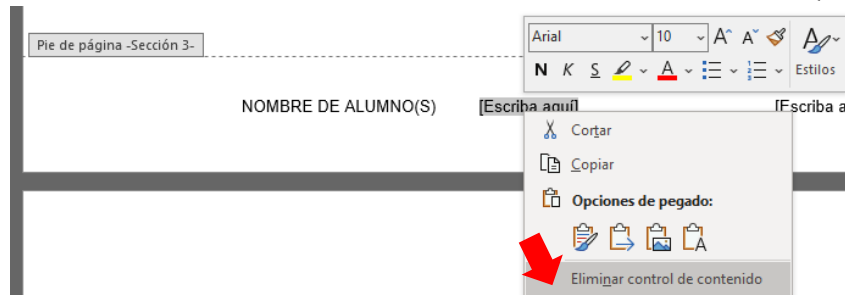 Arial 10 A A A
Pie de página -Sección 3-
N K S A Estilos
NOMBRE DE ALUMNO(S) [Escriba aquí] [Escriba a
Cortar
Copiar
Opciones de pegado:
A
Eliminar control de contenido